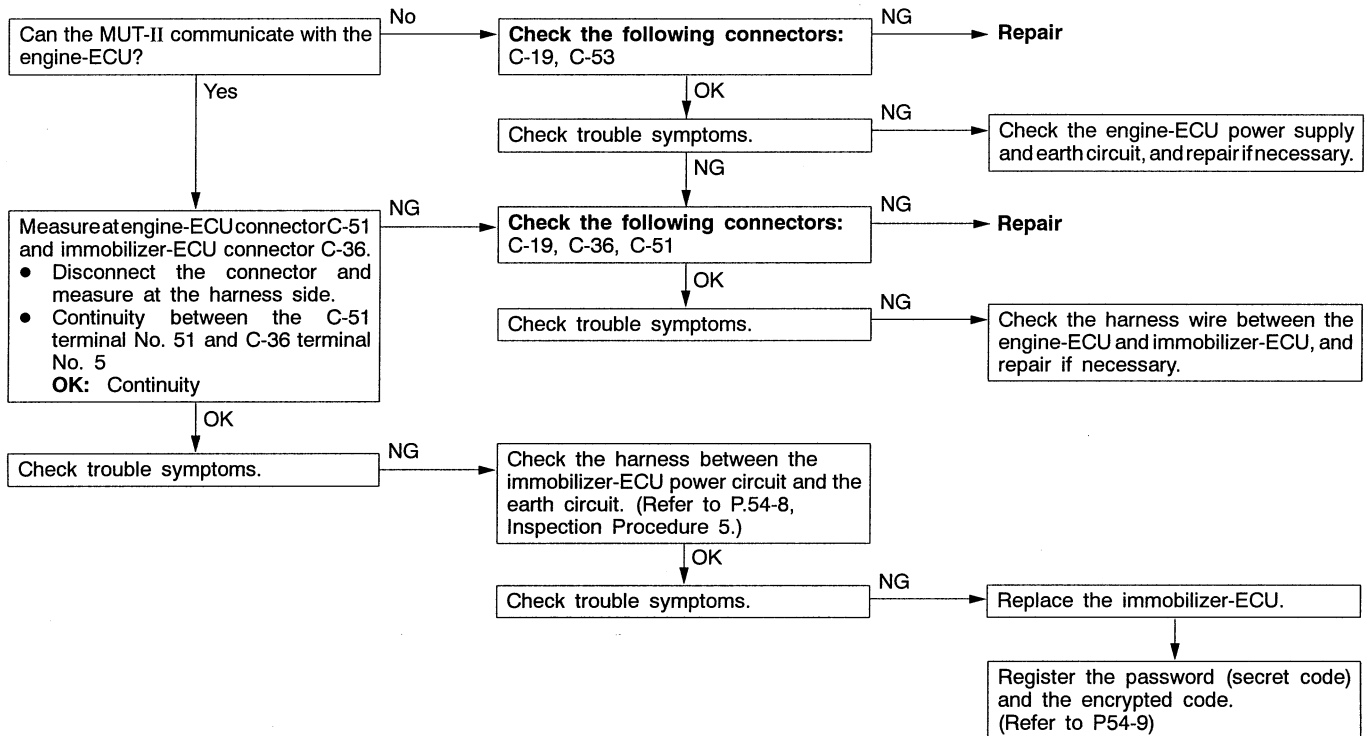 Can the MUT-II communicate with the
engine-ECU?
No
Check the following connectors:
C-19, C-53
NG
Repair
Yes
OK
Check trouble symptoms.
NG
Check the engine-ECU power supply
and earth circuit, and repair if necessary.
NG
Measure at engine-ECU connector C-51
and immobilizer-ECU connector C-36.
● Disconnect the connector and
measure at the harness side.
● Continuity between the C-51
terminal No. 51 and C-36 terminal
No. 5
OK: Continuity
NG
Check the following connectors:
C-19, C-36, C-51
NG
Repair
OK
Check trouble symptoms.
NG
Check the harness wire between the
engine-ECU and immobilizer-ECU, and
repair if necessary.
OK
Check trouble symptoms.
NG
Check the harness between the
immobilizer-ECU power circuit and the
earth circuit. (Refer to P.54-8,
Inspection Procedure 5.)
OK
Check trouble symptoms.
NG
Replace the immobilizer-ECU.
Register the password (secret code)
and the encrypted code.
(Refer to P54-9)